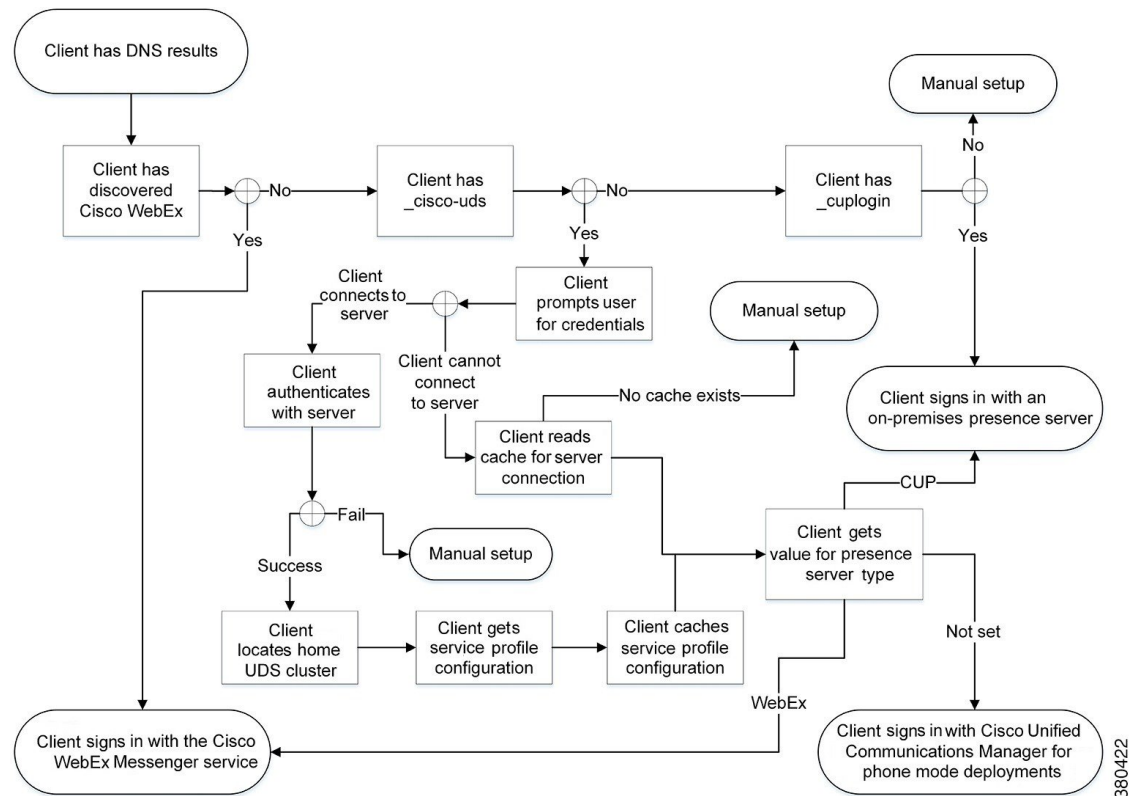 Client has DNS results
Manual setup
No
Client has
discovered
Cisco WebEx
No
Client has
_cisco-uds
No
Client has
_cuplogin
Yes
Yes
Yes
Client
connects to
server
Client
prompts user
for credentials
Manual setup
Client
authenticates
with server
Client cannot
connect
to server
No cache exists
Client signs in with an
on-premises presence server
Client reads
cache for server
connection
CUP
Fail
Manual setup
Client gets
value for presence
server type
Success
Client
locates home
UDS cluster
Client gets
service profile
configuration
Client caches
service profile
configuration
Not set
WebEx
Client signs in with the Cisco
WebEx Messenger service
Client signs in with Cisco Unified
Communications Manager for
phone mode deployments
380422